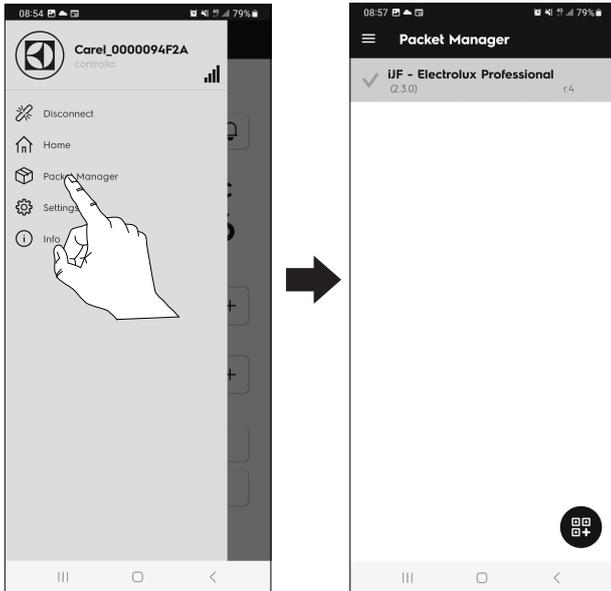 08:54
79%
Carel_0000094F2A
controlla
Disconnect
Home
Packet Manager
Settings
Info
08:57
79%
Packet Manager
iJF - Electrolux Professional
(2.3.0) r.4